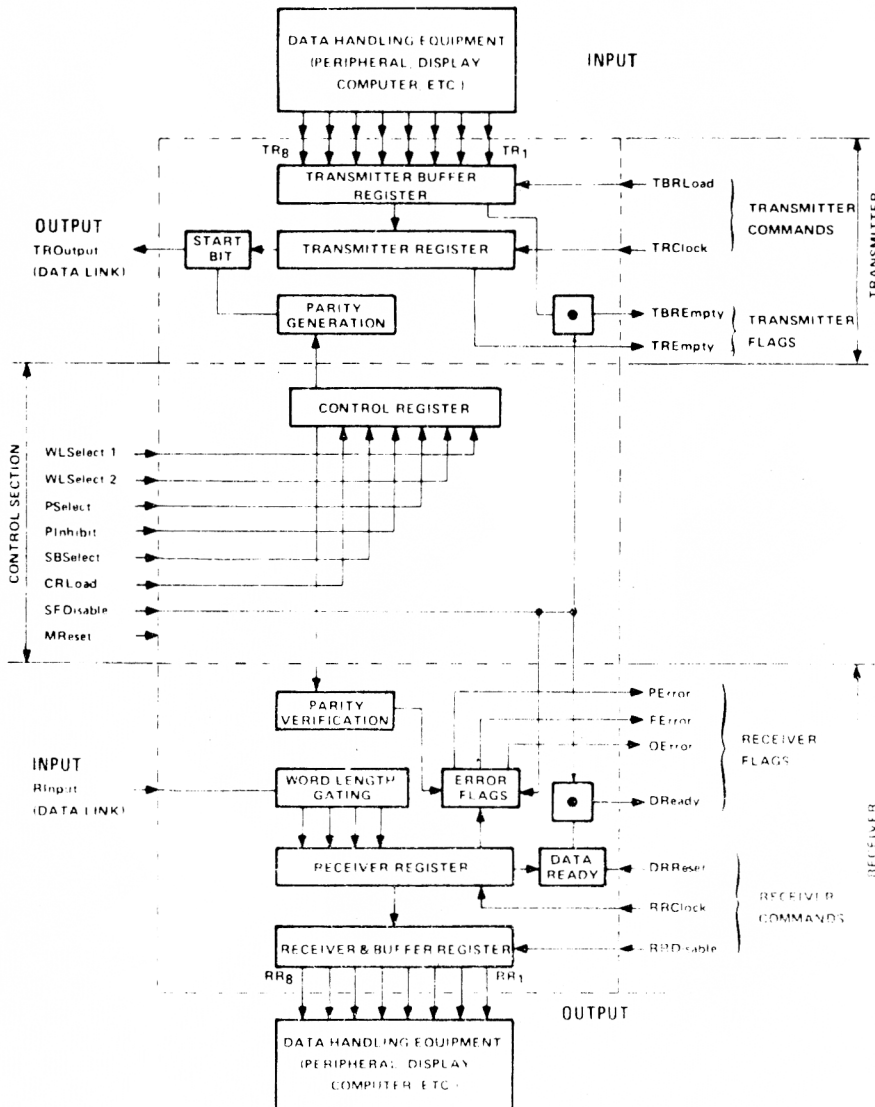 DATA HANDLING EQUIPMENT
(PERIPHERAL, DISPLAY
COMPUTER, ETC.)
INPUT
TR8
TR1
TRANSMITTER BUFFER
REGISTER
TBRLoad
TRANSMITTER
COMMANDS
TRANSMITTER
OUTPUT
TROutput
(DATA LINK)
START
BIT
TRANSMITTER REGISTER
TRClock
PARITY
GENERATION
TBREmpty
TREmpty
TRANSMITTER
FLAGS
CONTROL SECTION
CONTROL REGISTER
WLSelect 1
WLSelect 2
PSelect
PInhibit
SBSelect
CRLoad
SFDisable
MReset
PARITY
VERIFICATION
PError
FError
OError
RECEIVER
FLAGS
INPUT
RInput
(DATA LINK)
WORD LENGTH
GATING
ERROR
FLAGS
DReady
RECEIVER
RECEIVER REGISTER
DATA
READY
DRReset
RRClock
RECEIVER
COMMANDS
RECEIVER & BUFFER REGISTER
RRDisable
RR8
RR1
OUTPUT
DATA HANDLING EQUIPMENT
(PERIPHERAL, DISPLAY
COMPUTER, ETC.)